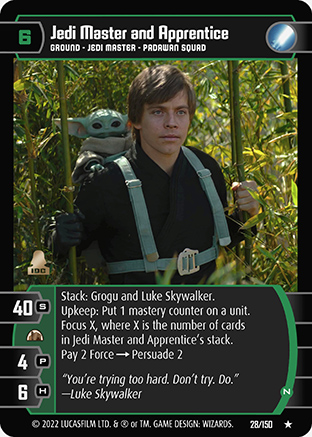 6
Jedi Master and Apprentice
GROUND - JEDI MASTER - PADAWAN SQUAD
IBC
40 S
4 P
6 H
Stack: Grogu and Luke Skywalker.
Upkeep: Put 1 mastery counter on a unit.
Focus X, where X is the number of cards
in Jedi Master and Apprentice's stack.
Pay 2 Force → Persuade 2
“You're trying too hard. Don't try. Do.”
—Luke Skywalker
N
© 2022 LUCASFILM LTD. & ® OR TM. GAME DESIGN: WIZARDS.
28/150 ★